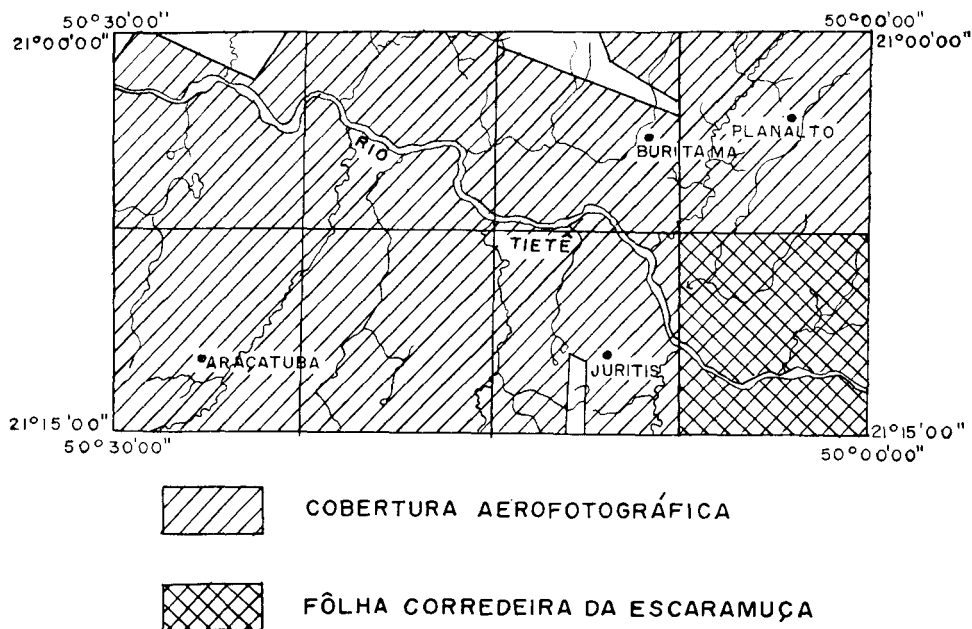 50°30'00" 50°00'00"
21°00'00" 21°00'00"
PLANALTO
BURITAMA
RIO
TIETÊ
ARAÇATUBA
JURITIS
21°15'00" 21°15'00"
50°30'00" 50°00'00"
COBERTURA AEROFOTOGRÁFICA
FÔLHA CORREDEIRA DA ESCARAMUÇA